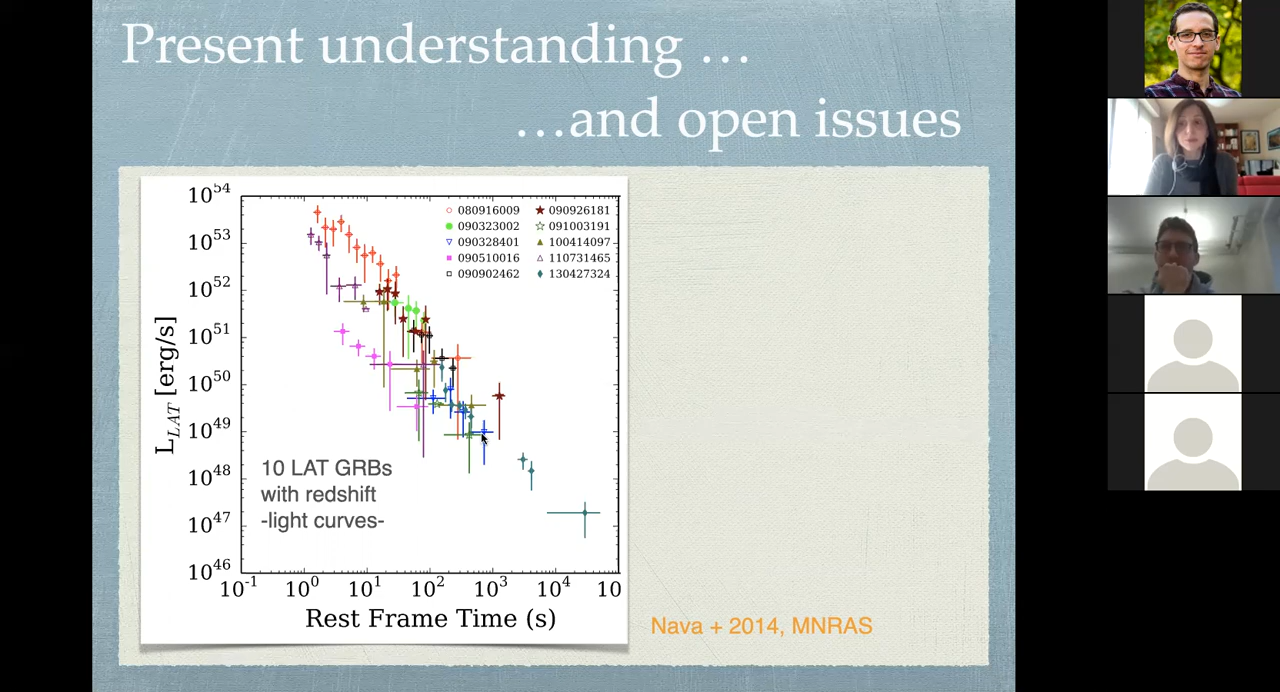 Present understanding …
…and open issues
10⁵⁴
10⁵³
10⁵²
10⁵¹
10⁵⁰
10⁴⁹
10⁴⁸
10⁴⁷
10⁴⁶
L_LAT [erg/s]
080916009
090323002
090328401
090510016
090902462
090926181
091003191
100414097
110731465
130427324
10 LAT GRBs
with redshift
-light curves-
10⁻¹ 10⁰ 10¹ 10² 10³ 10⁴ 10
Rest Frame Time (s)
Nava + 2014, MNRAS